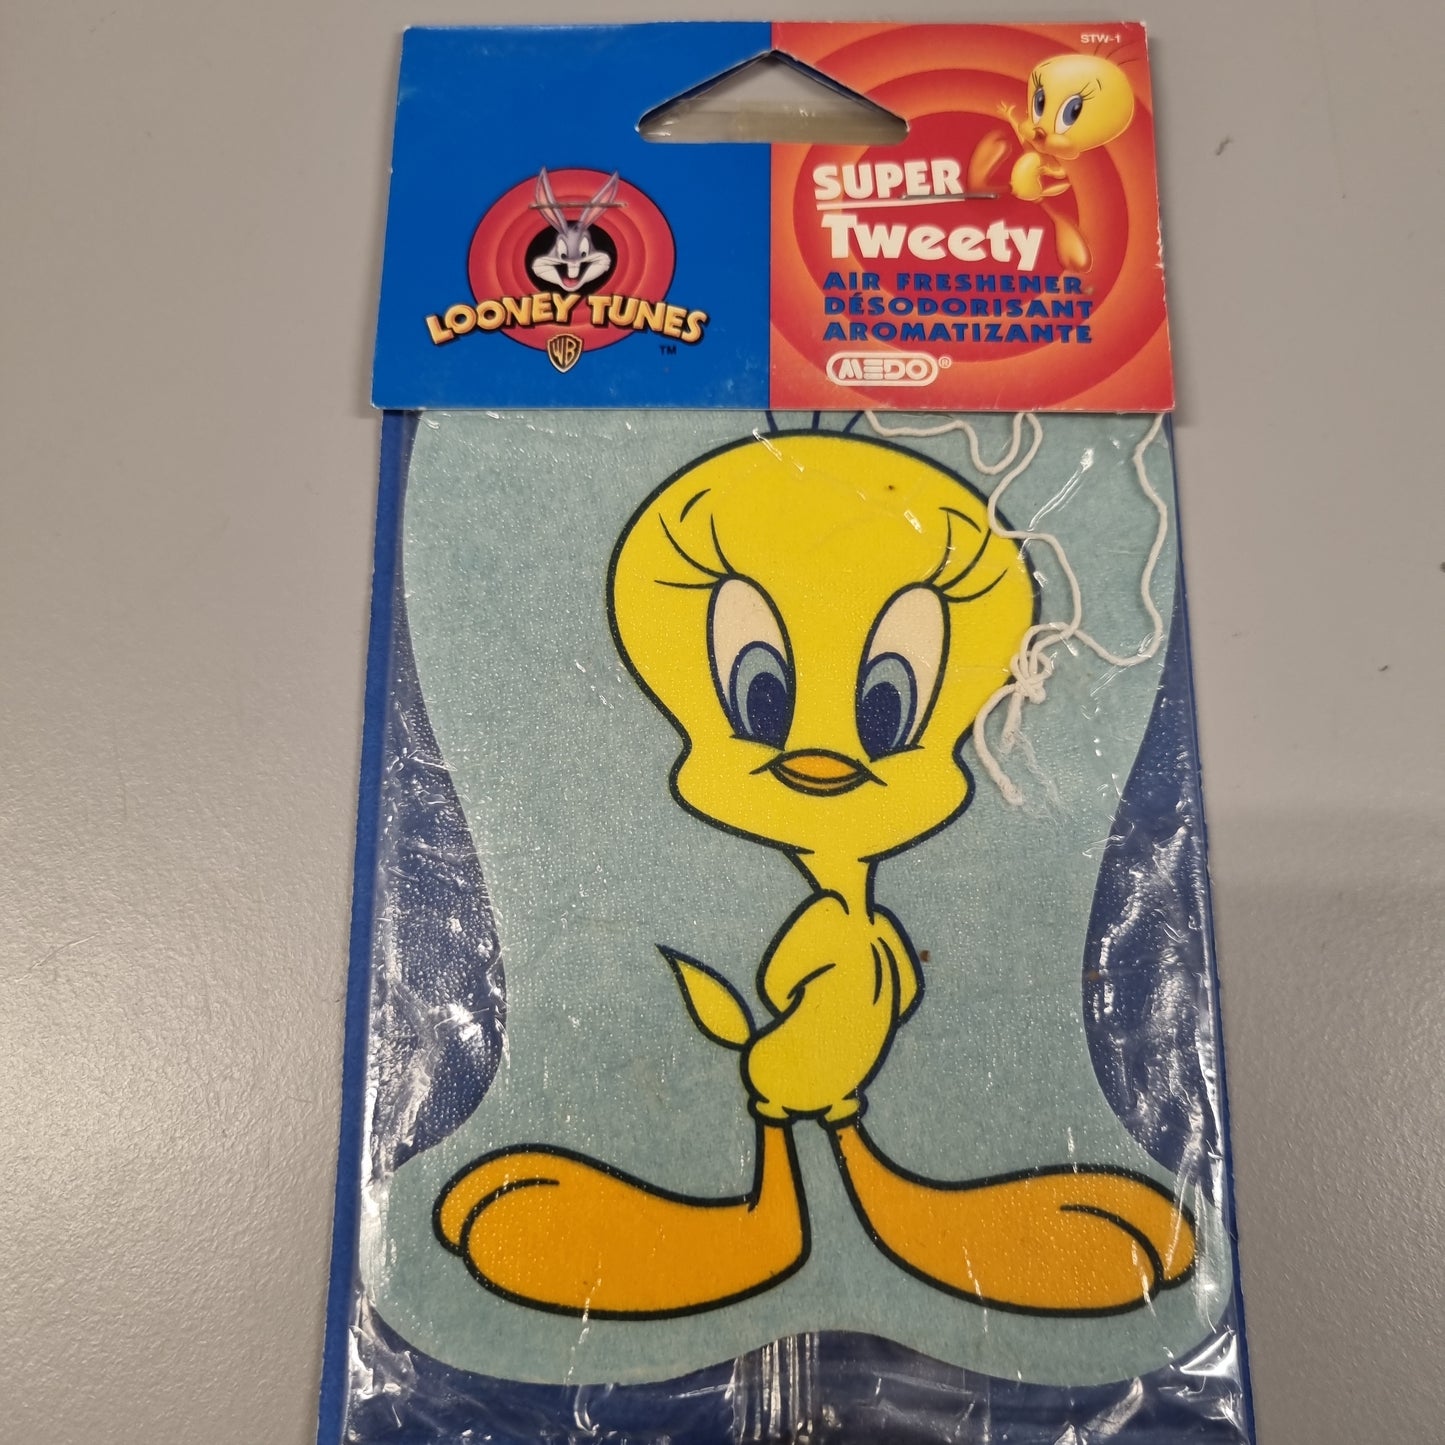 STW-1
SUPER
Tweety
AIR FRESHENER
DÉSODORISANT
AROMATIZANTE
MEDO®
LOONEY TUNES
WB
TM